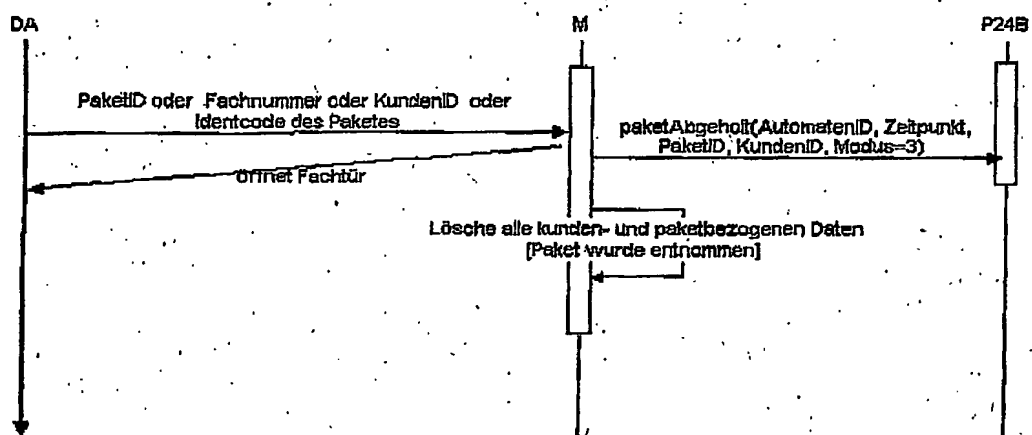 DA
M
P24B
PaketID oder Fachnummer oder KundenID oder
Identcode des Paketes
paketAbgeholt(AutomatenID, Zeitpunkt,
PaketID, KundenID, Modus=3)
öffnet Fachtür
Lösche alle kunden- und paketbezogenen Daten
[Paket wurde entnommen]